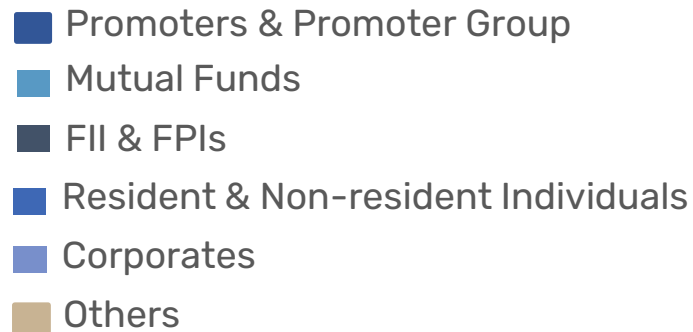 Promoters & Promoter Group
Mutual Funds
FII & FPIs
Resident & Non-resident Individuals
Corporates
Others